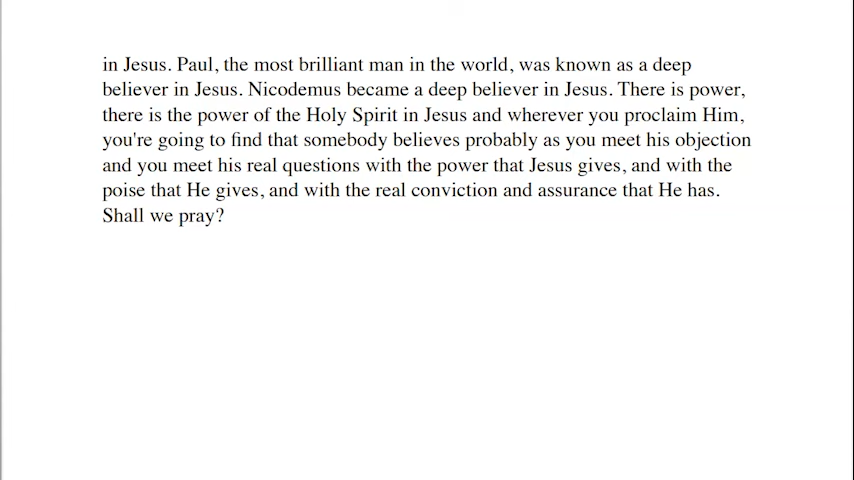 in Jesus. Paul, the most brilliant man in the world, was known as a deep
believer in Jesus. Nicodemus became a deep believer in Jesus. There is power,
there is the power of the Holy Spirit in Jesus and wherever you proclaim Him,
you're going to find that somebody believes probably as you meet his objection
and you meet his real questions with the power that Jesus gives, and with the
poise that He gives, and with the real conviction and assurance that He has.
Shall we pray?